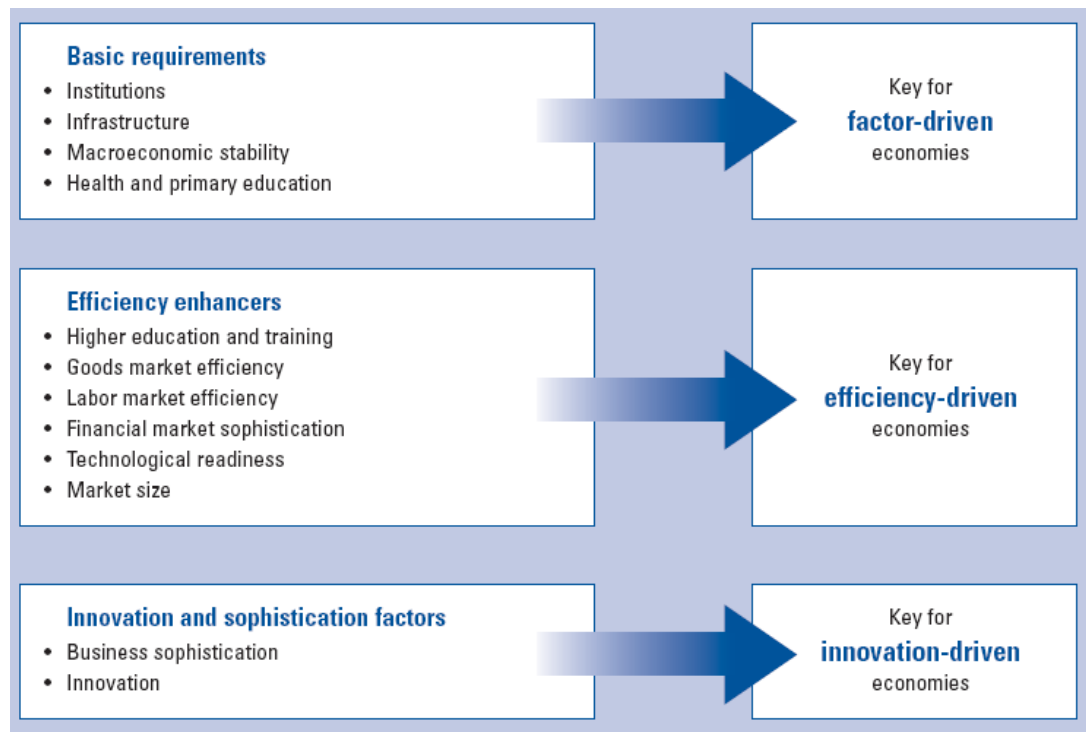 Basic requirements
• Institutions
• Infrastructure
• Macroeconomic stability
• Health and primary education
Key for
factor-driven
economies
Efficiency enhancers
• Higher education and training
• Goods market efficiency
• Labor market efficiency
• Financial market sophistication
• Technological readiness
• Market size
Key for
efficiency-driven
economies
Innovation and sophistication factors
• Business sophistication
• Innovation
Key for
innovation-driven
economies